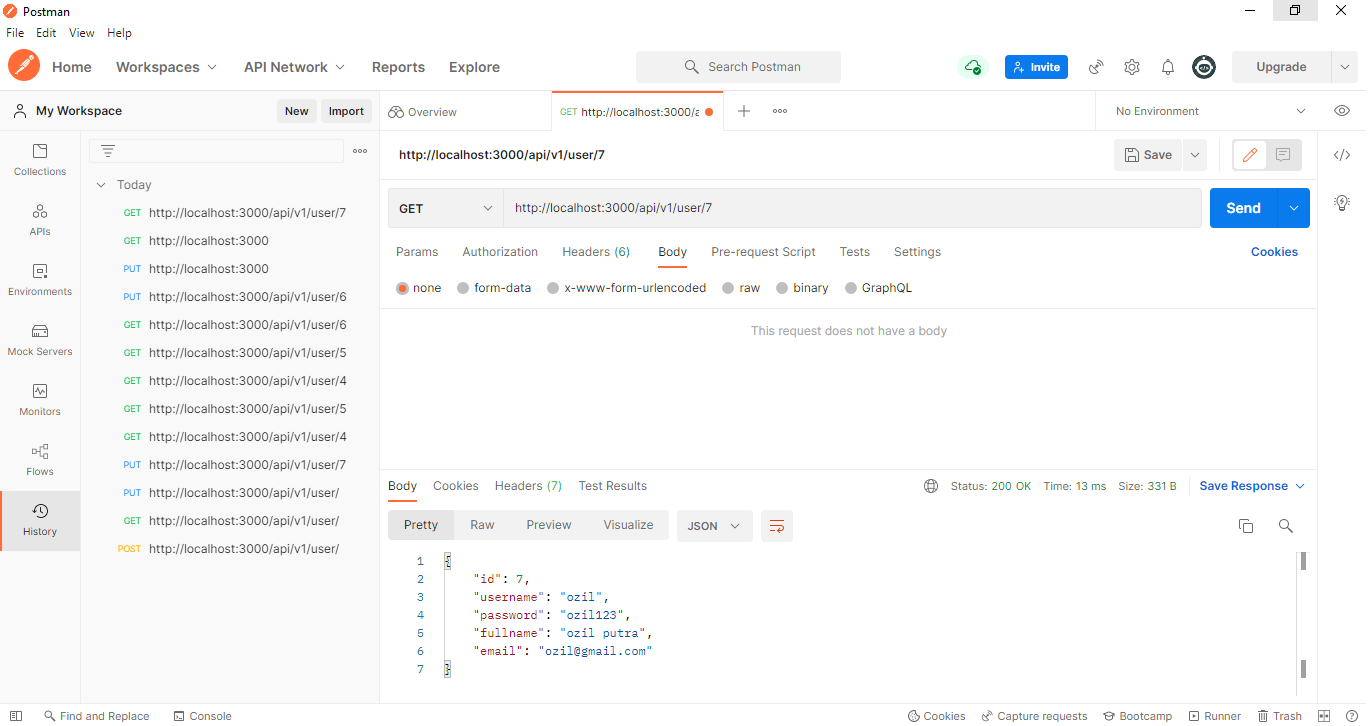 Postman
File Edit View Help
Home Workspaces API Network Reports Explore Search Postman Invite Upgrade
My Workspace New Import Overview GET http://localhost:3000/a No Environment
Collections
APIs
Environments
Mock Servers
Monitors
Flows
History
Today
GET http://localhost:3000/api/v1/user/7
GET http://localhost:3000
PUT http://localhost:3000
PUT http://localhost:3000/api/v1/user/6
GET http://localhost:3000/api/v1/user/6
GET http://localhost:3000/api/v1/user/5
GET http://localhost:3000/api/v1/user/4
GET http://localhost:3000/api/v1/user/5
GET http://localhost:3000/api/v1/user/4
PUT http://localhost:3000/api/v1/user/7
PUT http://localhost:3000/api/v1/user/
GET http://localhost:3000/api/v1/user/
POST http://localhost:3000/api/v1/user/
http://localhost:3000/api/v1/user/7 Save
GET http://localhost:3000/api/v1/user/7 Send
Params Authorization Headers (6) Body Pre-request Script Tests Settings Cookies
none form-data x-www-form-urlencoded raw binary GraphQL
This request does not have a body
Body Cookies Headers (7) Test Results Status: 200 OK Time: 13 ms Size: 331 B Save Response
Pretty Raw Preview Visualize JSON
1 {
2 "id": 7,
3 "username": "ozil",
4 "password": "ozil123",
5 "fullname": "ozil putra",
6 "email": "ozil@gmail.com"
7 }
Find and Replace Console Cookies Capture requests Bootcamp Runner Trash